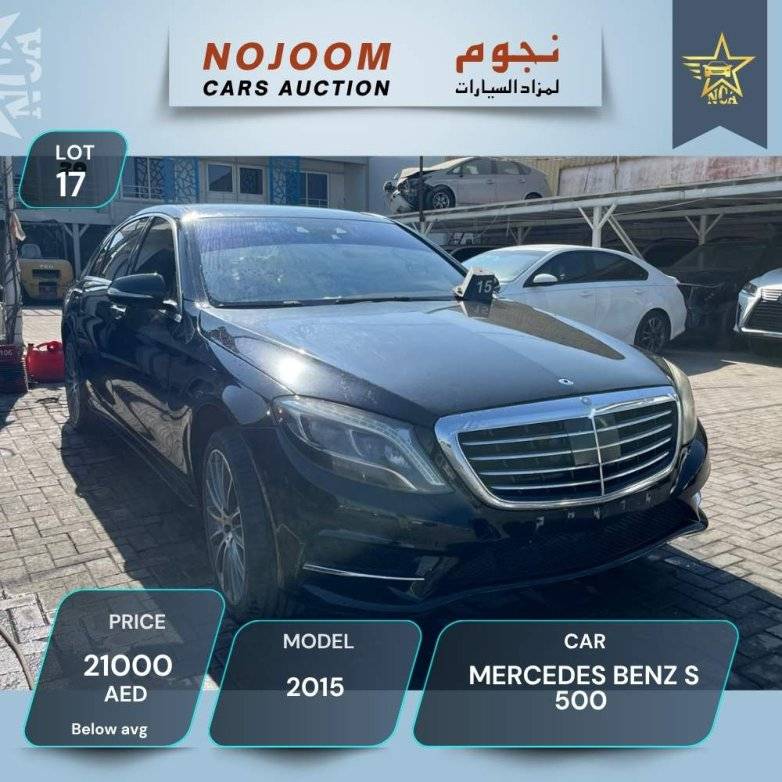 NOJOOM
CARS AUCTION
نجوم
لمزاد السيارات
NCA
NCA
LOT
17
15
PRICE
21000
AED
Below avg
MODEL
2015
CAR
MERCEDES BENZ S
500